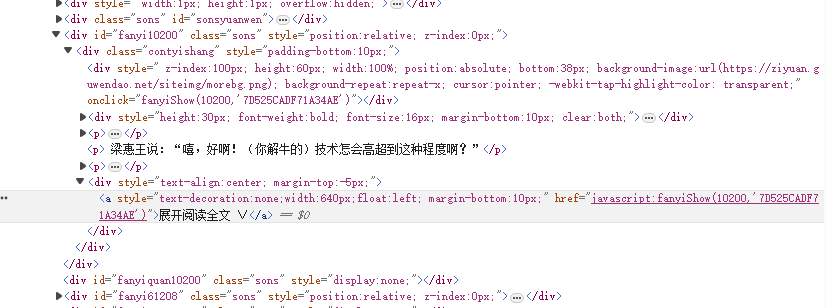 <div style=" width:1px; height:1px; overflow:hidden; ">…</div>
<div class="sons" id="sonsyuanwen">…</div>
<div id="fanyi10200" class="sons" style="position:relative; z-index:0px;">
<div class="contyishang" style="padding-bottom:10px;">
<div style=" z-index:100px; height:60px; width:100%; position:absolute; bottom:38px; background-image:url(https://ziyuan.g
uwendao.net/siteimg/morebg.png); background-repeat:repeat-x; cursor:pointer; -webkit-tap-highlight-color: transparent;"
onclick="fanyiShow(10200,'7D525CADF71A34AE')"></div>
<div style="height:30px; font-weight:bold; font-size:16px; margin-bottom:10px; clear:both;">…</div>
<p>…</p>
<p> 梁惠王说：“嘻，好啊！（你解牛的）技术怎会高超到这种程度啊？”</p>
<p>…</p>
<div style="text-align:center; margin-top:-5px;">
… <a style="text-decoration:none;width:640px;float:left; margin-bottom:10px;" href="javascript:fanyiShow(10200,'7D525CADF7
1A34AE')">展开阅读全文 ∨</a> == $0
</div>
</div>
</div>
<div id="fanyiquan10200" class="sons" style="display:none;"></div>
<div id="fanyi61208" class="sons" style="position:relative; z-index:0px;">…</div>